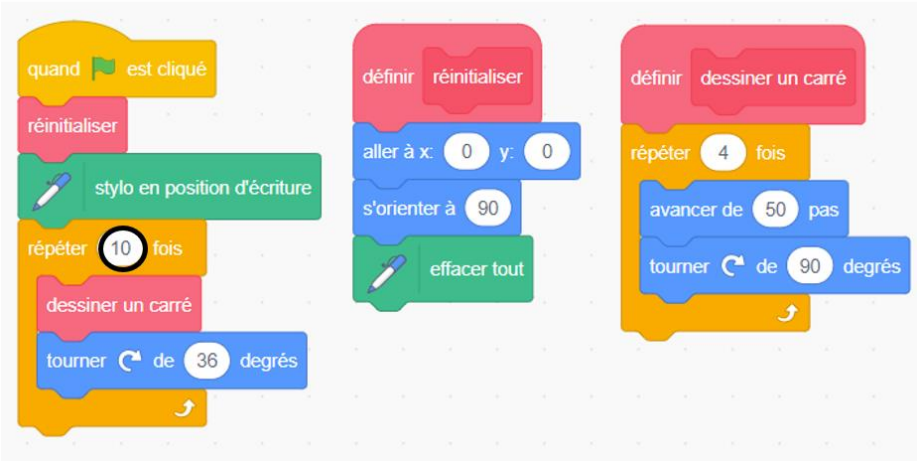 quand est cliqué
réinitialiser
stylo en position d'écriture
répéter 10 fois
dessiner un carré
tourner de 36 degrés
définir réinitialiser
aller à x: 0 y: 0
s'orienter à 90
effacer tout
définir dessiner un carré
répéter 4 fois
avancer de 50 pas
tourner de 90 degrés